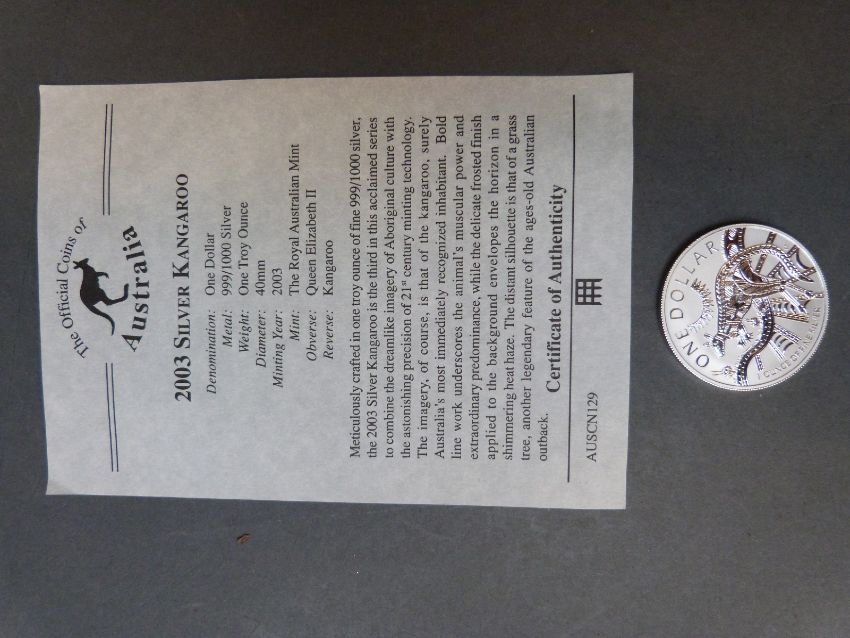 The Official Coins of
Australia
2003 SILVER KANGAROO
Denomination: One Dollar
Metal: 999/1000 Silver
Weight: One Troy Ounce
Diameter: 40mm
Minting Year: 2003
Mint: The Royal Australian Mint
Obverse: Queen Elizabeth II
Reverse: Kangaroo
Meticulously crafted in one troy ounce of fine 999/1000 silver,
the 2003 Silver Kangaroo is the third in this acclaimed series
to combine the dreamlike imagery of Aboriginal culture with
the astonishing precision of 21st century minting technology.
The imagery, of course, is that of the kangaroo, surely
Australia's most immediately recognized inhabitant. Bold
line work underscores the animal's muscular power and
extraordinary predominance, while the delicate frosted finish
applied to the background envelopes the horizon in a
shimmering heat haze. The distant silhouette is that of a grass
tree, another legendary feature of the ages-old Australian
outback.
Certificate of Authenticity
AUSCN129
ONE DOLLAR
1 OUNCE OF FINE SILVER